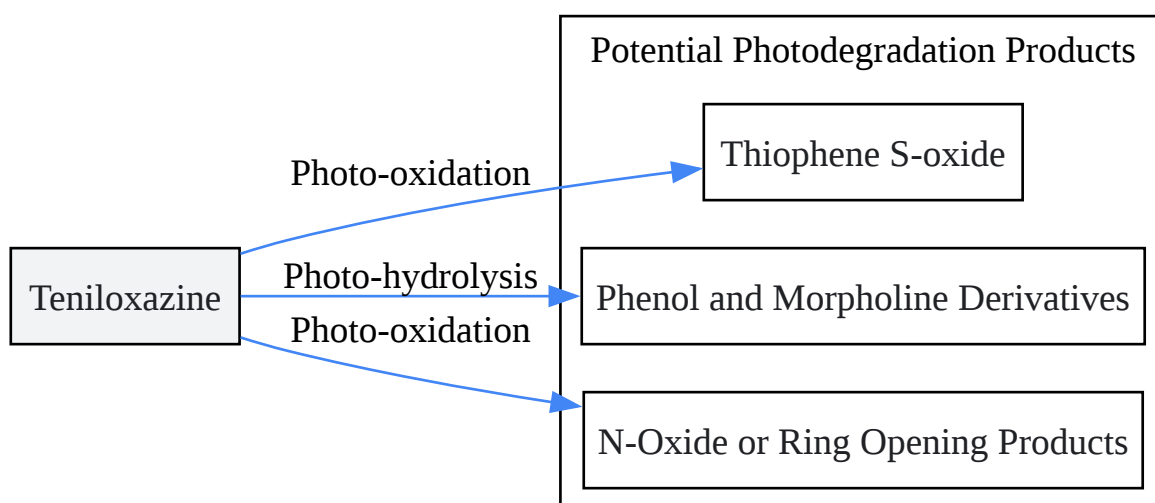 Potential Photodegradation Products
Thiophene S-oxide
Photo-oxidation
Teniloxazine
Photo-hydrolysis
Phenol and Morpholine Derivatives
Photo-oxidation
N-Oxide or Ring Opening Products